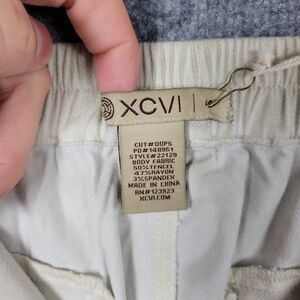 XCVI
CUT# DUPS
PO# 148951
STYLE# 22129
BODY FABRIC
50% TENCEL
47% RAYON
3% SPANDEX
MADE IN CHINA
RN# 123923
XCVI.COM